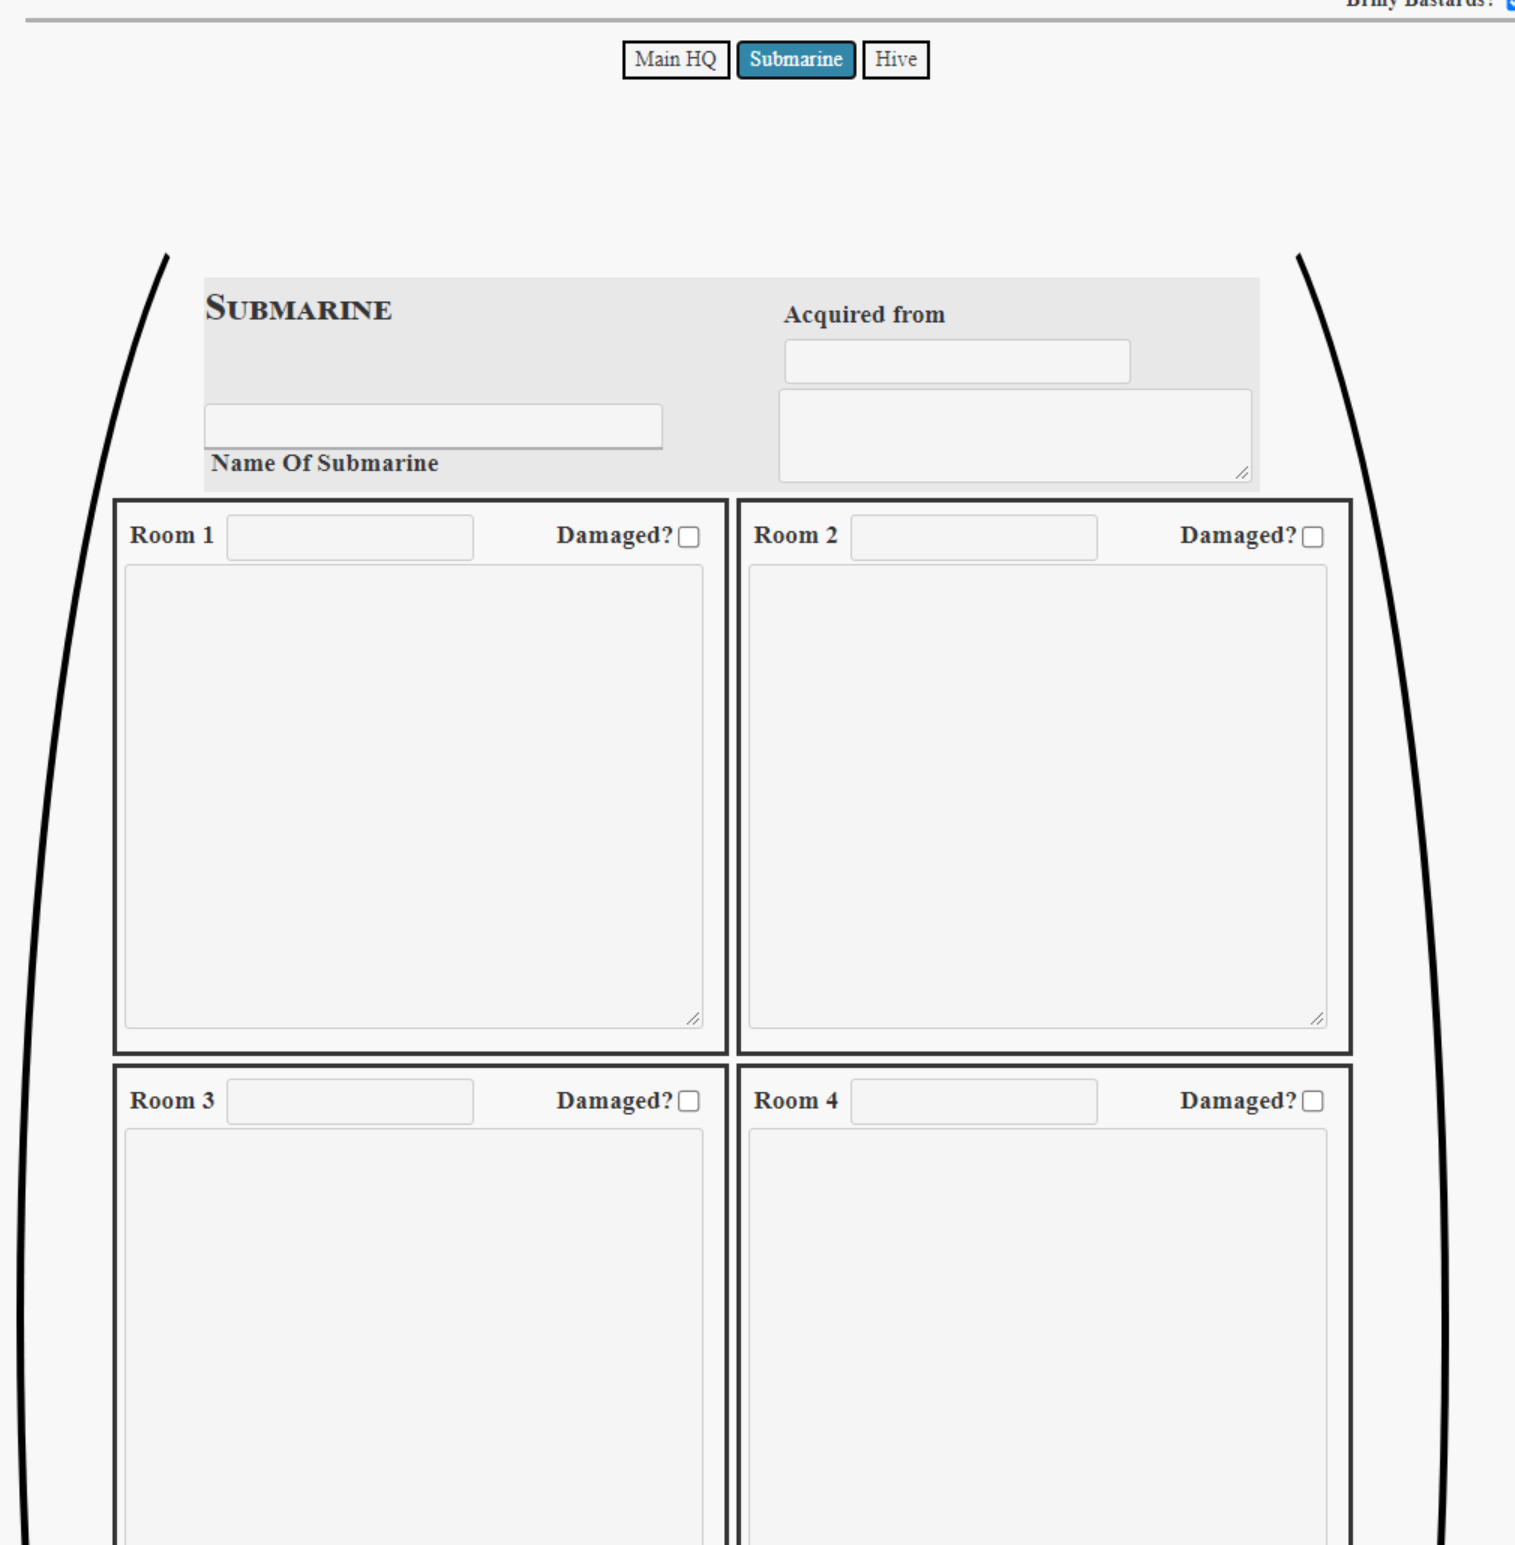 Briny Bastards?
Main HQ Submarine Hive
SUBMARINE
Acquired from
Name Of Submarine
Room 1 Damaged? Room 2 Damaged?
Room 3 Damaged? Room 4 Damaged?